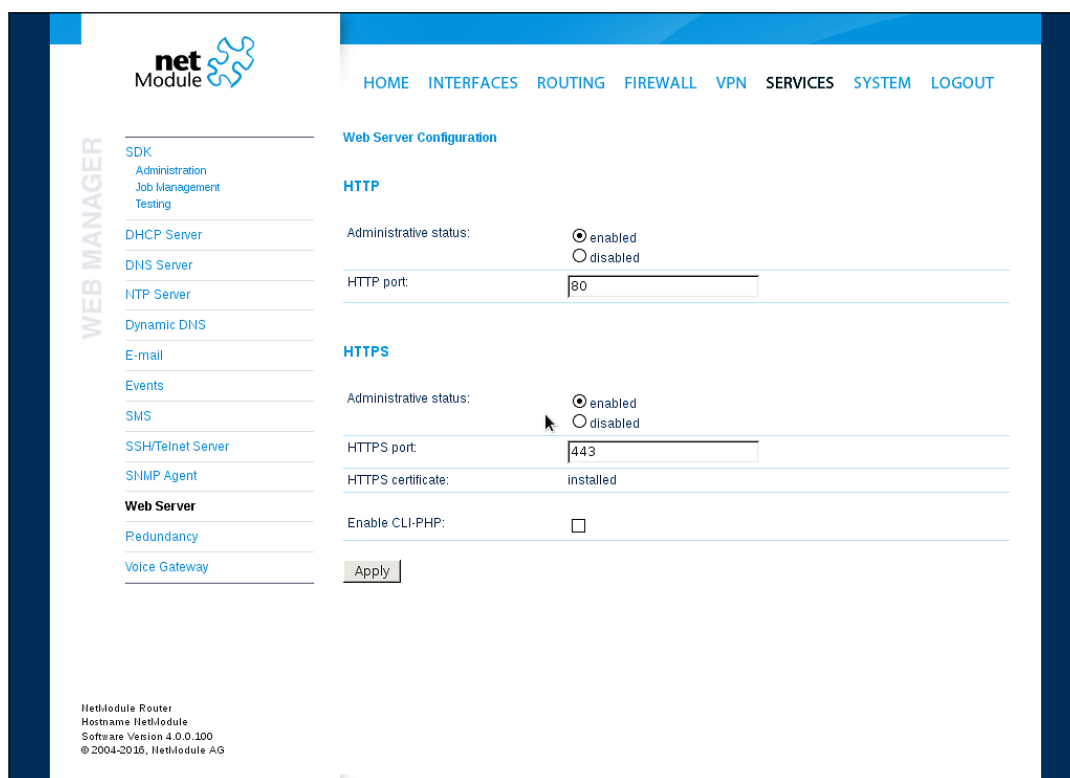 net
Module
HOME INTERFACES ROUTING FIREWALL VPN SERVICES SYSTEM LOGOUT
WEB MANAGER
SDK
Administration
Job Management
Testing
DHCP Server
DNS Server
NTP Server
Dynamic DNS
E-mail
Events
SMS
SSH/Telnet Server
SNMP Agent
Web Server
Redundancy
Voice Gateway
Web Server Configuration
HTTP
Administrative status:
enabled
disabled
HTTP port:
80
HTTPS
Administrative status:
enabled
disabled
HTTPS port:
443
HTTPS certificate:
installed
Enable CLI-PHP:
Apply
NetModule Router
Hostname NetModule
Software Version 4.0.0.100
© 2004-2016, NetModule AG